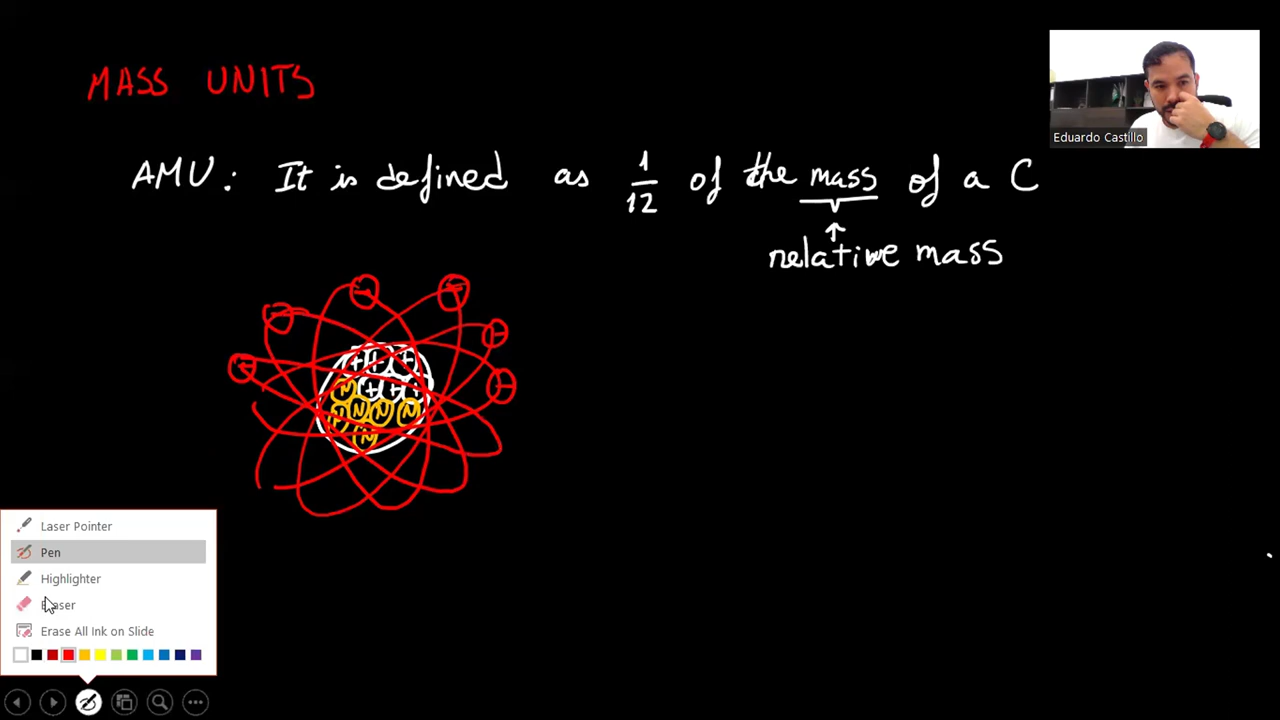 MASS UNITS
AMU: It is defined as 1/12 of the mass of a C
relative mass
Eduardo Castillo
+ + +
N + + +
N N N N
N
Laser Pointer
Pen
Highlighter
Eraser
Erase All Ink on Slide